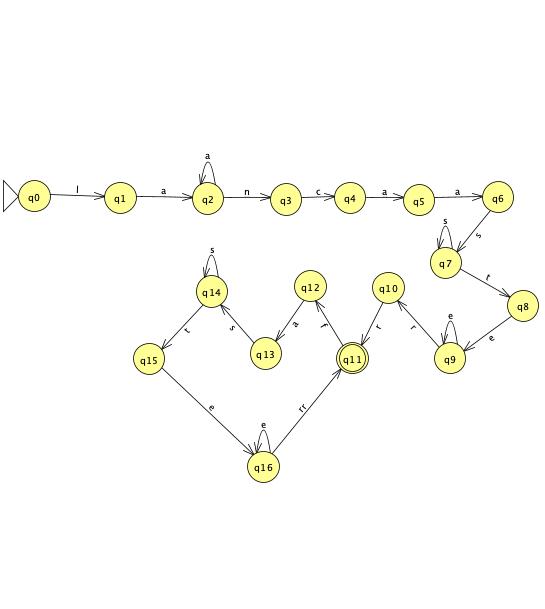 a
l a a n c a a
q0 q1 q2 q3 q4 q5 q6
s s
s q7 t
q14 q12 q10 q8
s a f r r e e
t
q15 q13 q11 q9
e e rr
q16